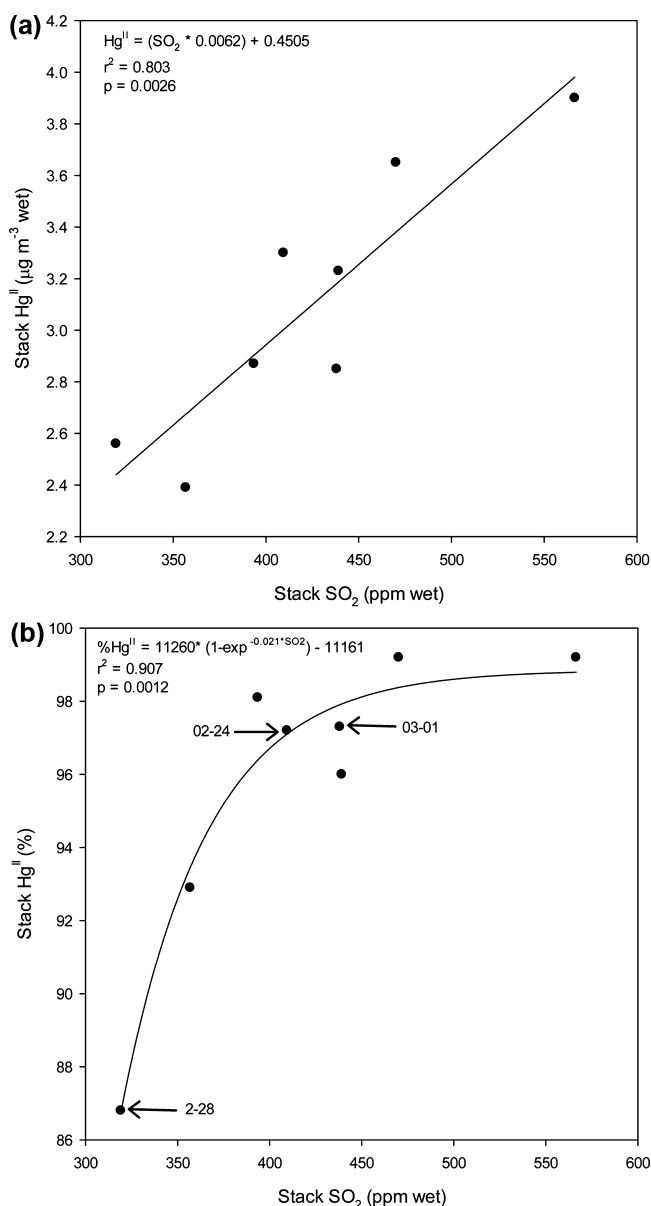 (a)
Hg^II = (SO₂ * 0.0062) + 0.4505
r² = 0.803
p = 0.0026
4.2
4.0
3.8
3.6
3.4
3.2
3.0
2.8
2.6
2.4
2.2
Stack Hg^II (μg m⁻³ wet)
300 350 400 450 500 550 600
Stack SO₂ (ppm wet)
(b)
%Hg^II = 11260* (1-exp^-0.021*SO2) - 11161
r² = 0.907
p = 0.0012
100
98
96
94
92
90
88
86
Stack Hg^II (%)
02-24
03-01
2-28
300 350 400 450 500 550 600
Stack SO₂ (ppm wet)